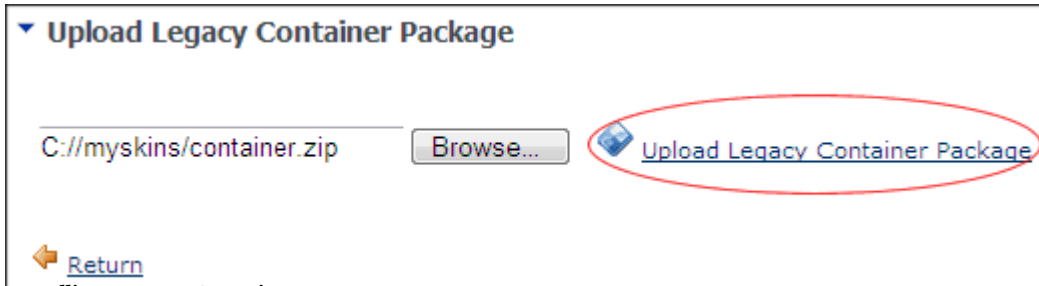 Upload Legacy Container Package
C://myskins/container.zip Browse... Upload Legacy Container Package
Return